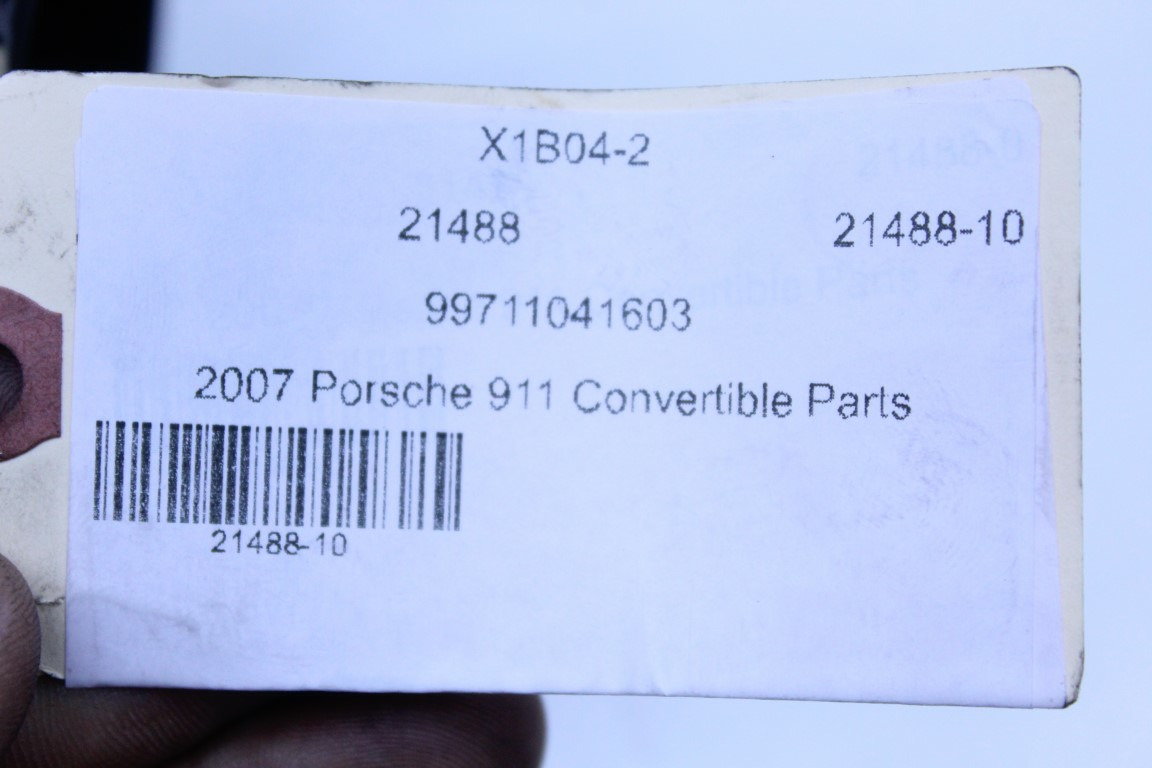 X1B04-2
21488 21488-10
99711041603
2007 Porsche 911 Convertible Parts
21488-10